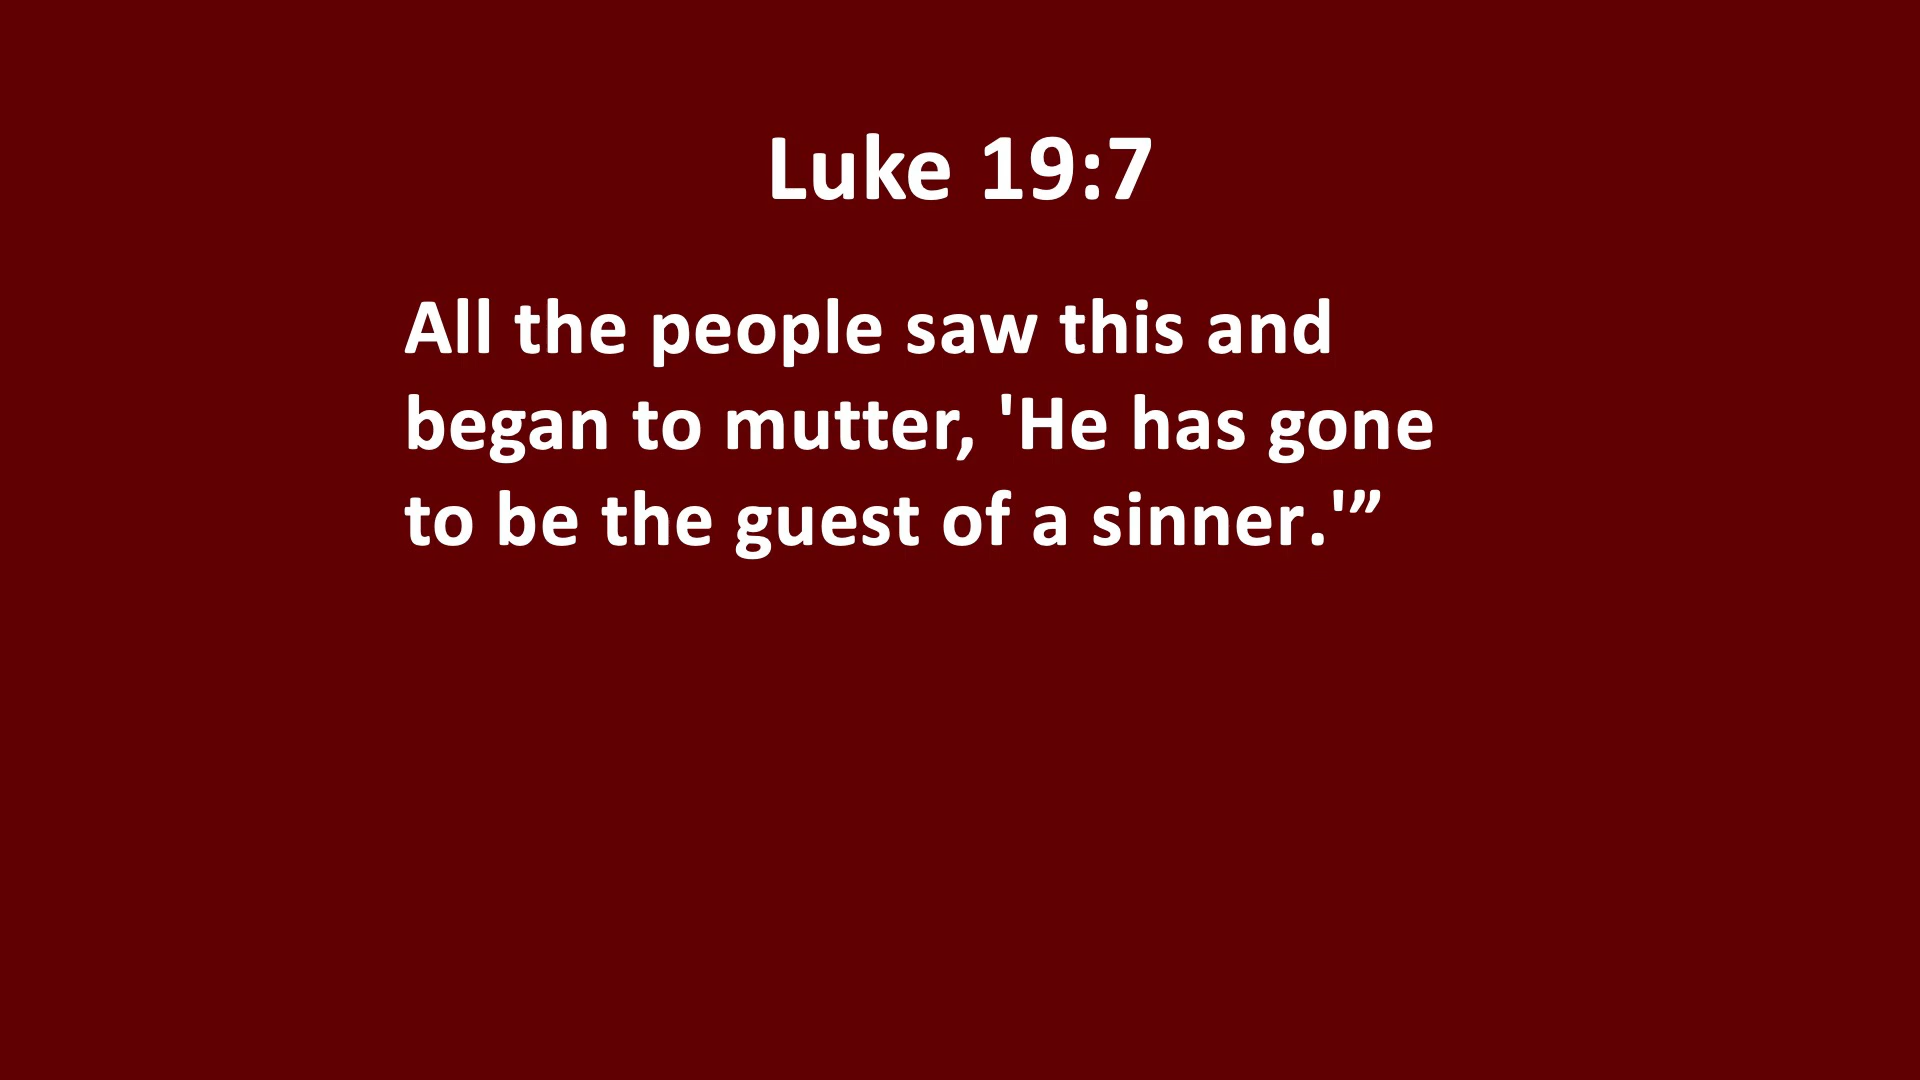 Luke 19:7
All the people saw this and
began to mutter, 'He has gone
to be the guest of a sinner.'”